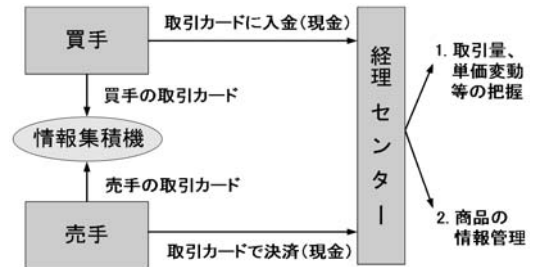 買手
取引カードに入金(現金)
買手の取引カード
情報集積機
売手の取引カード
売手
取引カードで決済(現金)
経理センター
1. 取引量、
単価変動
等の把握
2. 商品の
情報管理